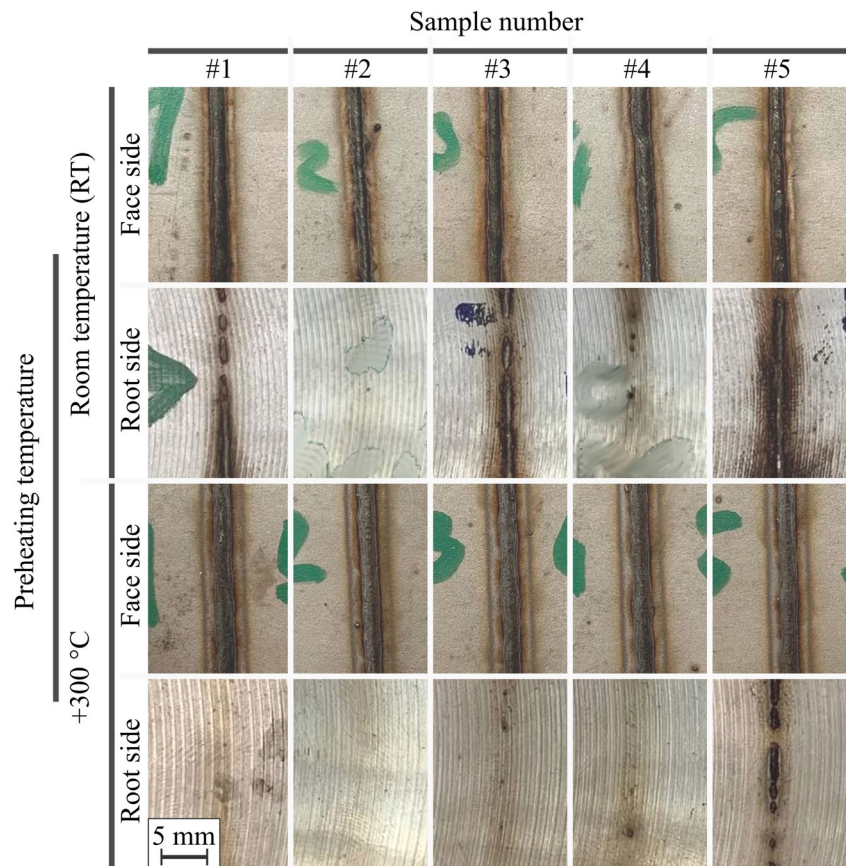 Sample number
#1 #2 #3 #4 #5
Preheating temperature
Room temperature (RT)
Face side
Root side
+300 °C
Face side
Root side
5 mm